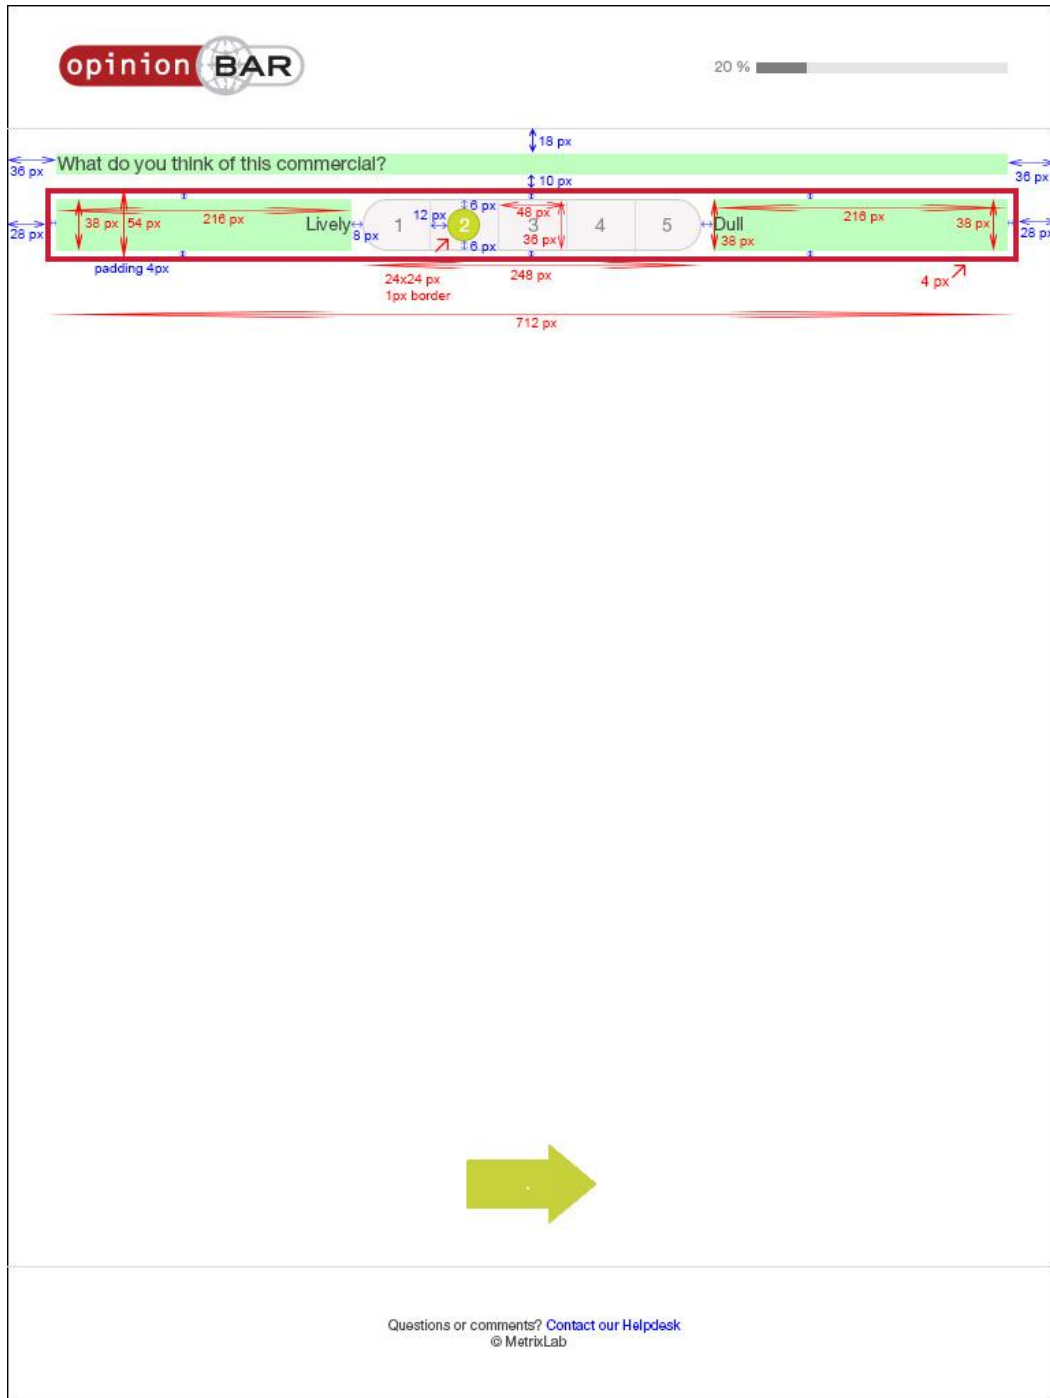 opinion BAR
20 %
18 px
What do you think of this commercial?
36 px
36 px
10 px
28 px
38 px
54 px
216 px
Lively
8 px
1
12 px
2
6 px
6 px
48 px
3
36 px
4
5
Dull
38 px
216 px
38 px
28 px
padding 4px
24x24 px
1px border
248 px
4 px
712 px
Questions or comments? Contact our Helpdesk
© MetrixLab